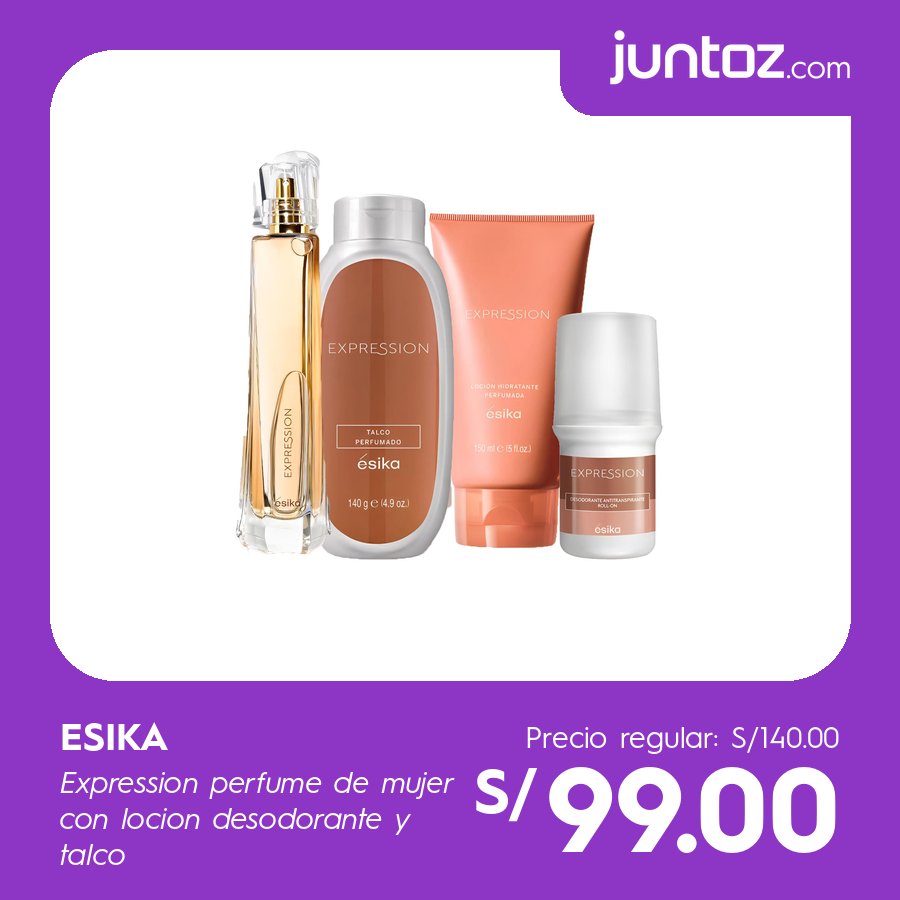 juntoz.com
EXPRESSION
ésika
EXPRESSION
TALCO
PERFUMADO
ésika
140 g e (4.9 oz.)
EXPRESSION
LOCIÓN HIDRATANTE
PERFUMADA
ésika
150 ml e (5 fl.oz.)
EXPRESSION
DESODORANTE ANTITRANSPIRANTE
ROLL-ON
ésika
ESIKA
Expression perfume de mujer
con locion desodorante y
talco
Precio regular: S/140.00
S/99.00